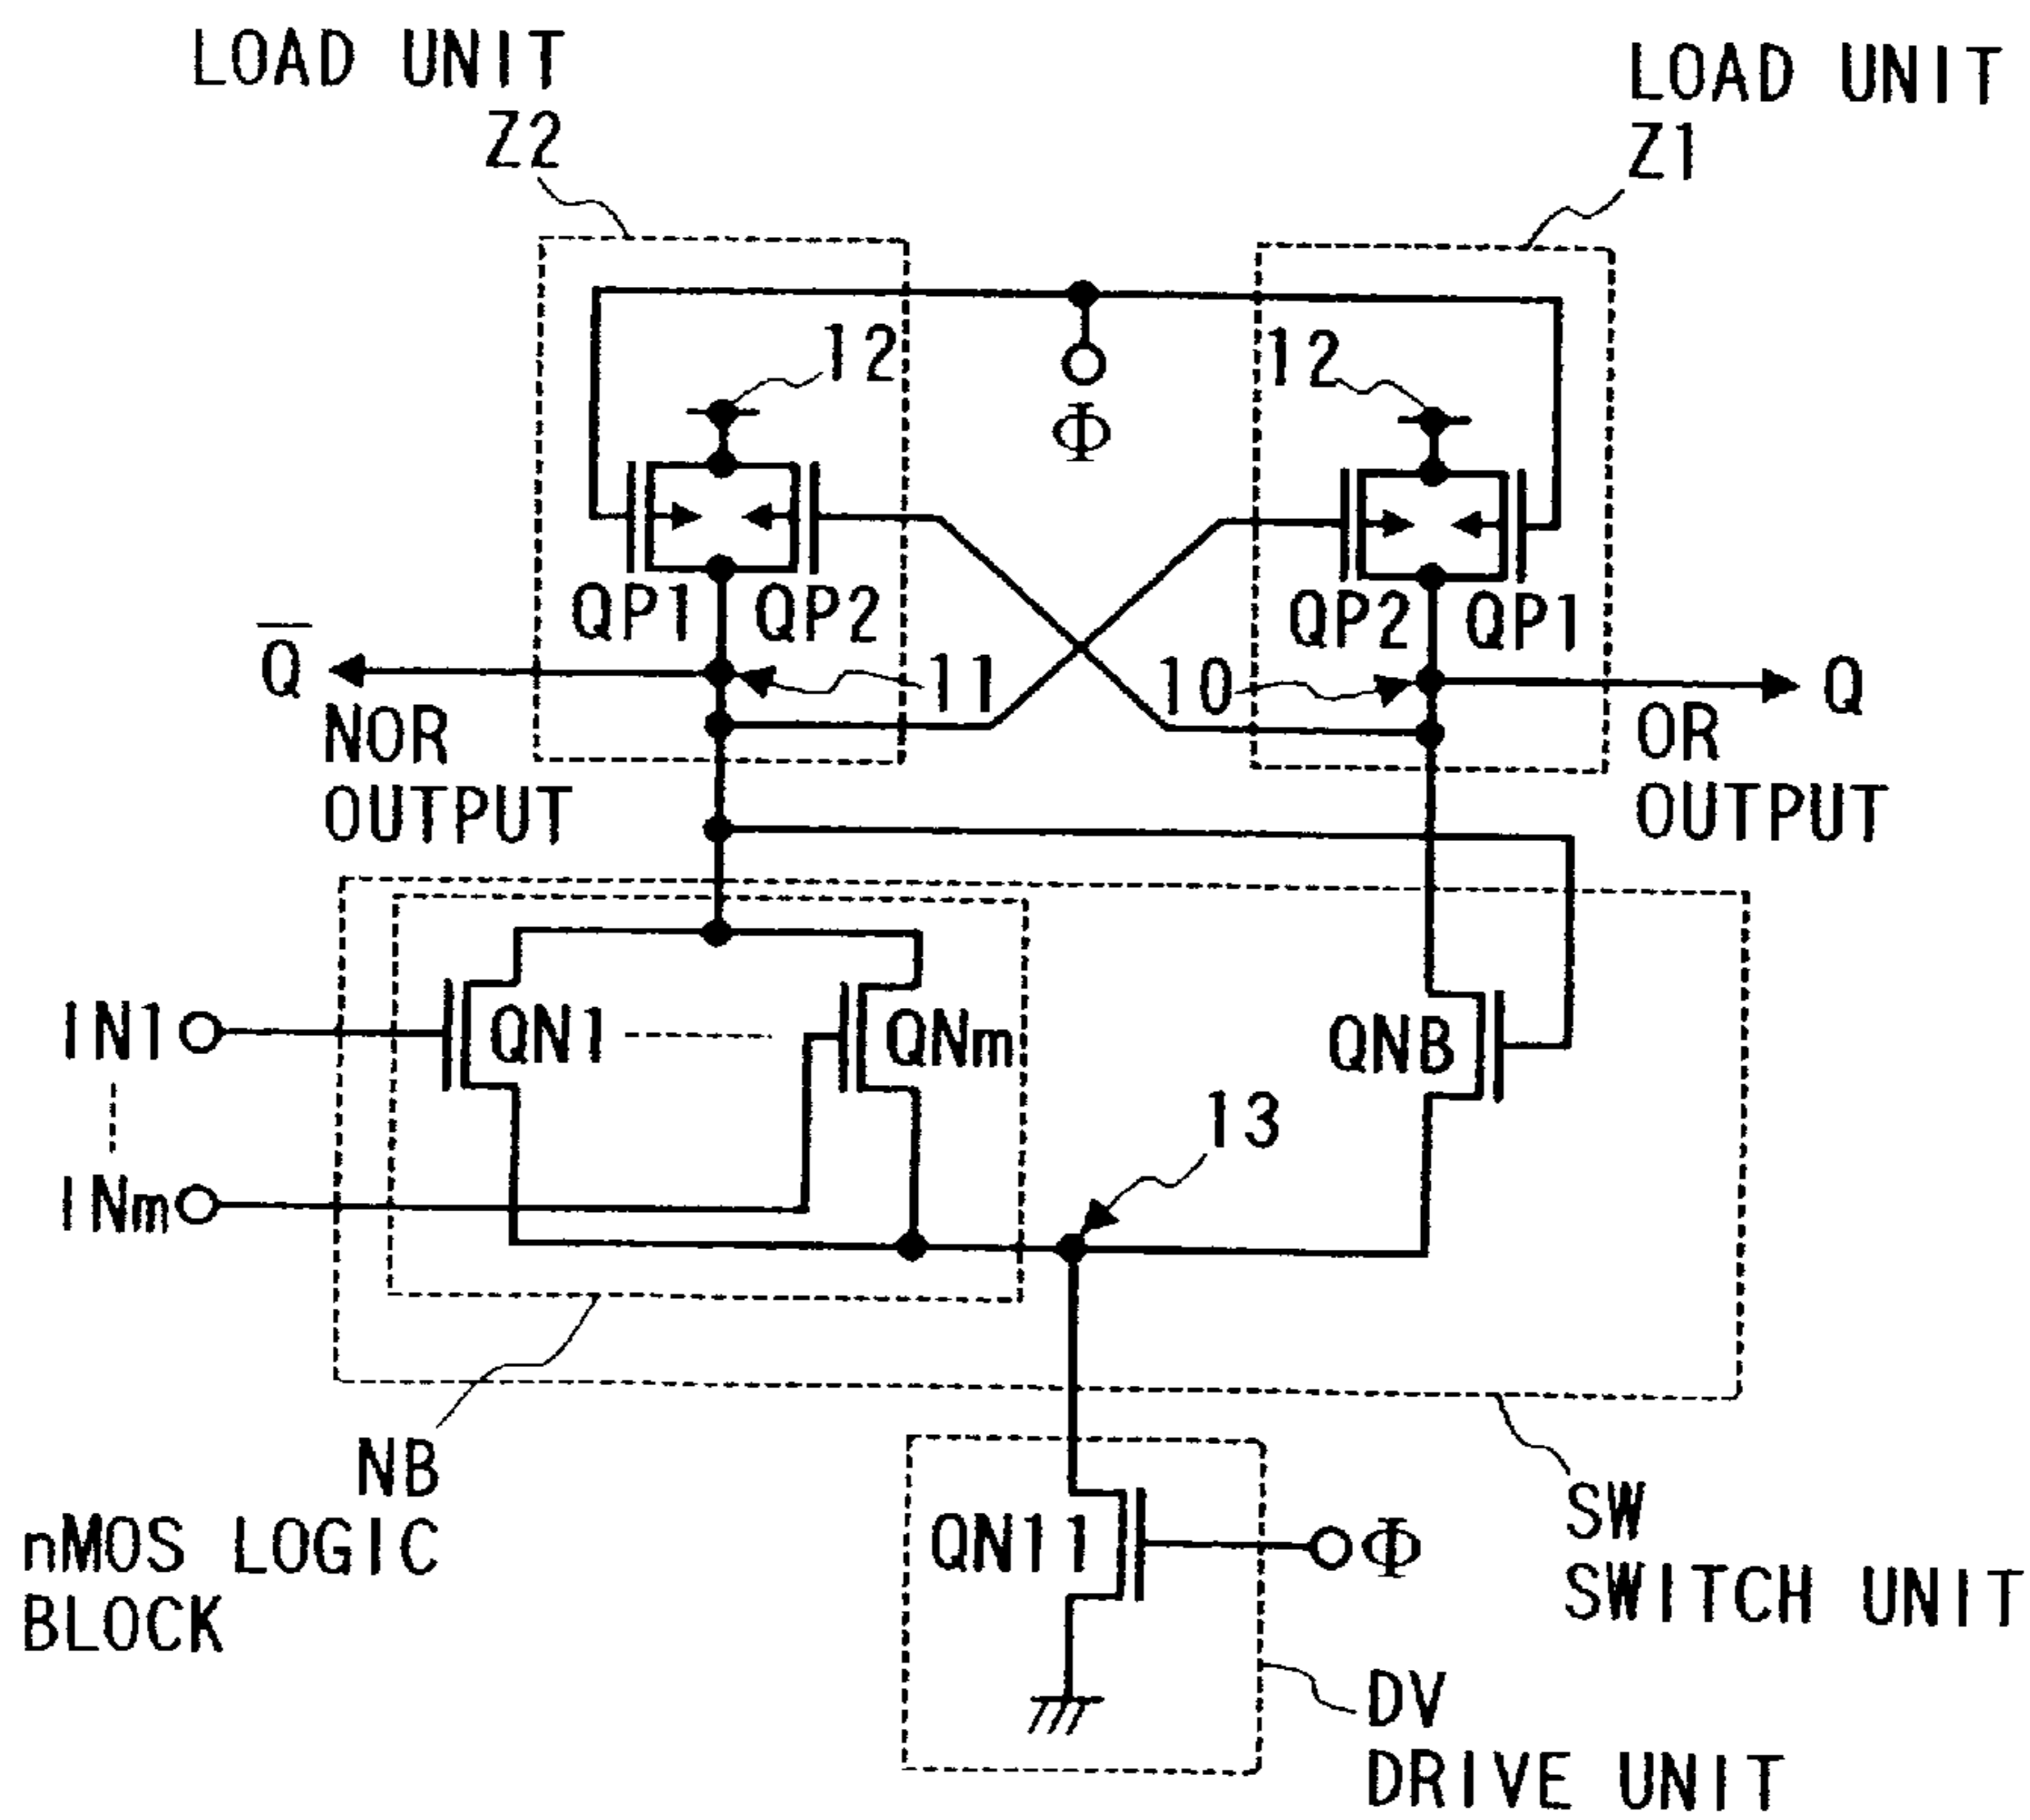 LOAD UNIT
Z2
LOAD UNIT
Z1
12
Φ
12
QP1
QP2
QP2
QP1
Q̅
NOR
OUTPUT
11
10
Q
OR
OUTPUT
IN1
QN1
QNm
QNB
INm
13
NB
nMOS LOGIC
BLOCK
QN11
Φ
SW
SWITCH UNIT
DV
DRIVE UNIT